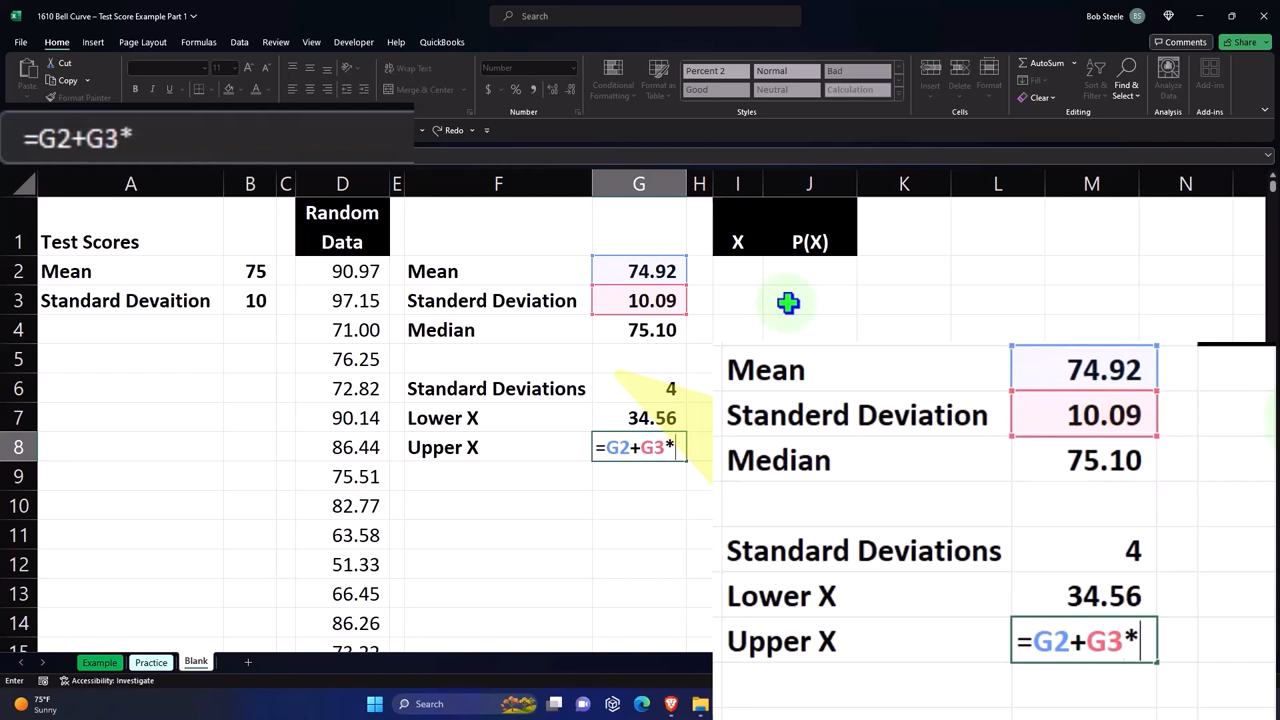 1610 Bell Curve – Test Score Example Part 1
Search
Bob Steele BS
File Home Insert Page Layout Formulas Data Review View Developer Help QuickBooks
Comments Share
Paste
Cut
Copy
Format Painter
11
Wrap Text
Merge & Center
Number
Number
Conditional Formatting
Format as Table
Percent 2 Normal Bad
Good Neutral Calculation
Styles
Insert Delete Format
Cells
AutoSum
Fill
Clear
Sort & Filter
Find & Select
Editing
Analyze Data
Analysis
Add-ins
Add-ins
Redo
=G2+G3*
A B C D E F G H I J K L M N
1 Test Scores Random Data X P(X)
2 Mean 75 90.97 Mean 74.92
3 Standard Devaition 10 97.15 Standerd Deviation 10.09
4 71.00 Median 75.10
5 76.25
6 72.82 Standard Deviations 4
7 90.14 Lower X 34.56
8 86.44 Upper X =G2+G3*
9 75.51
10 82.77
11 63.58
12 51.33
13 66.45
14 86.26
15 73.22
Mean 74.92
Standerd Deviation 10.09
Median 75.10
Standard Deviations 4
Lower X 34.56
Upper X =G2+G3*
Example Practice Blank
Enter Accessibility: Investigate
75°F
Sunny
Search